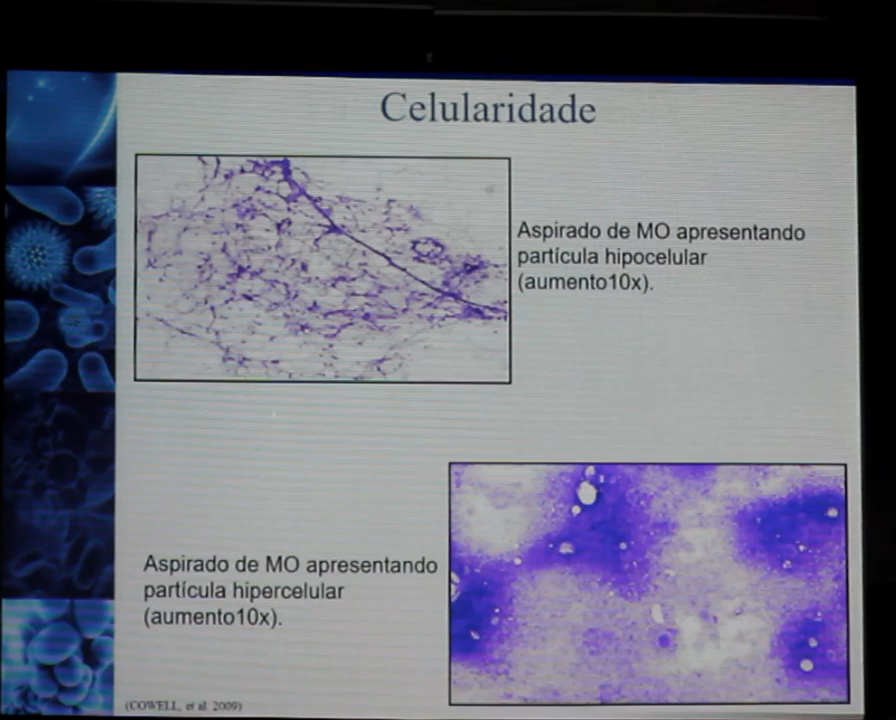 Celularidade
Aspirado de MO apresentando
partícula hipocelular
(aumento10x).
Aspirado de MO apresentando
partícula hipercelular
(aumento10x).
(COWELL, et al. 2009)